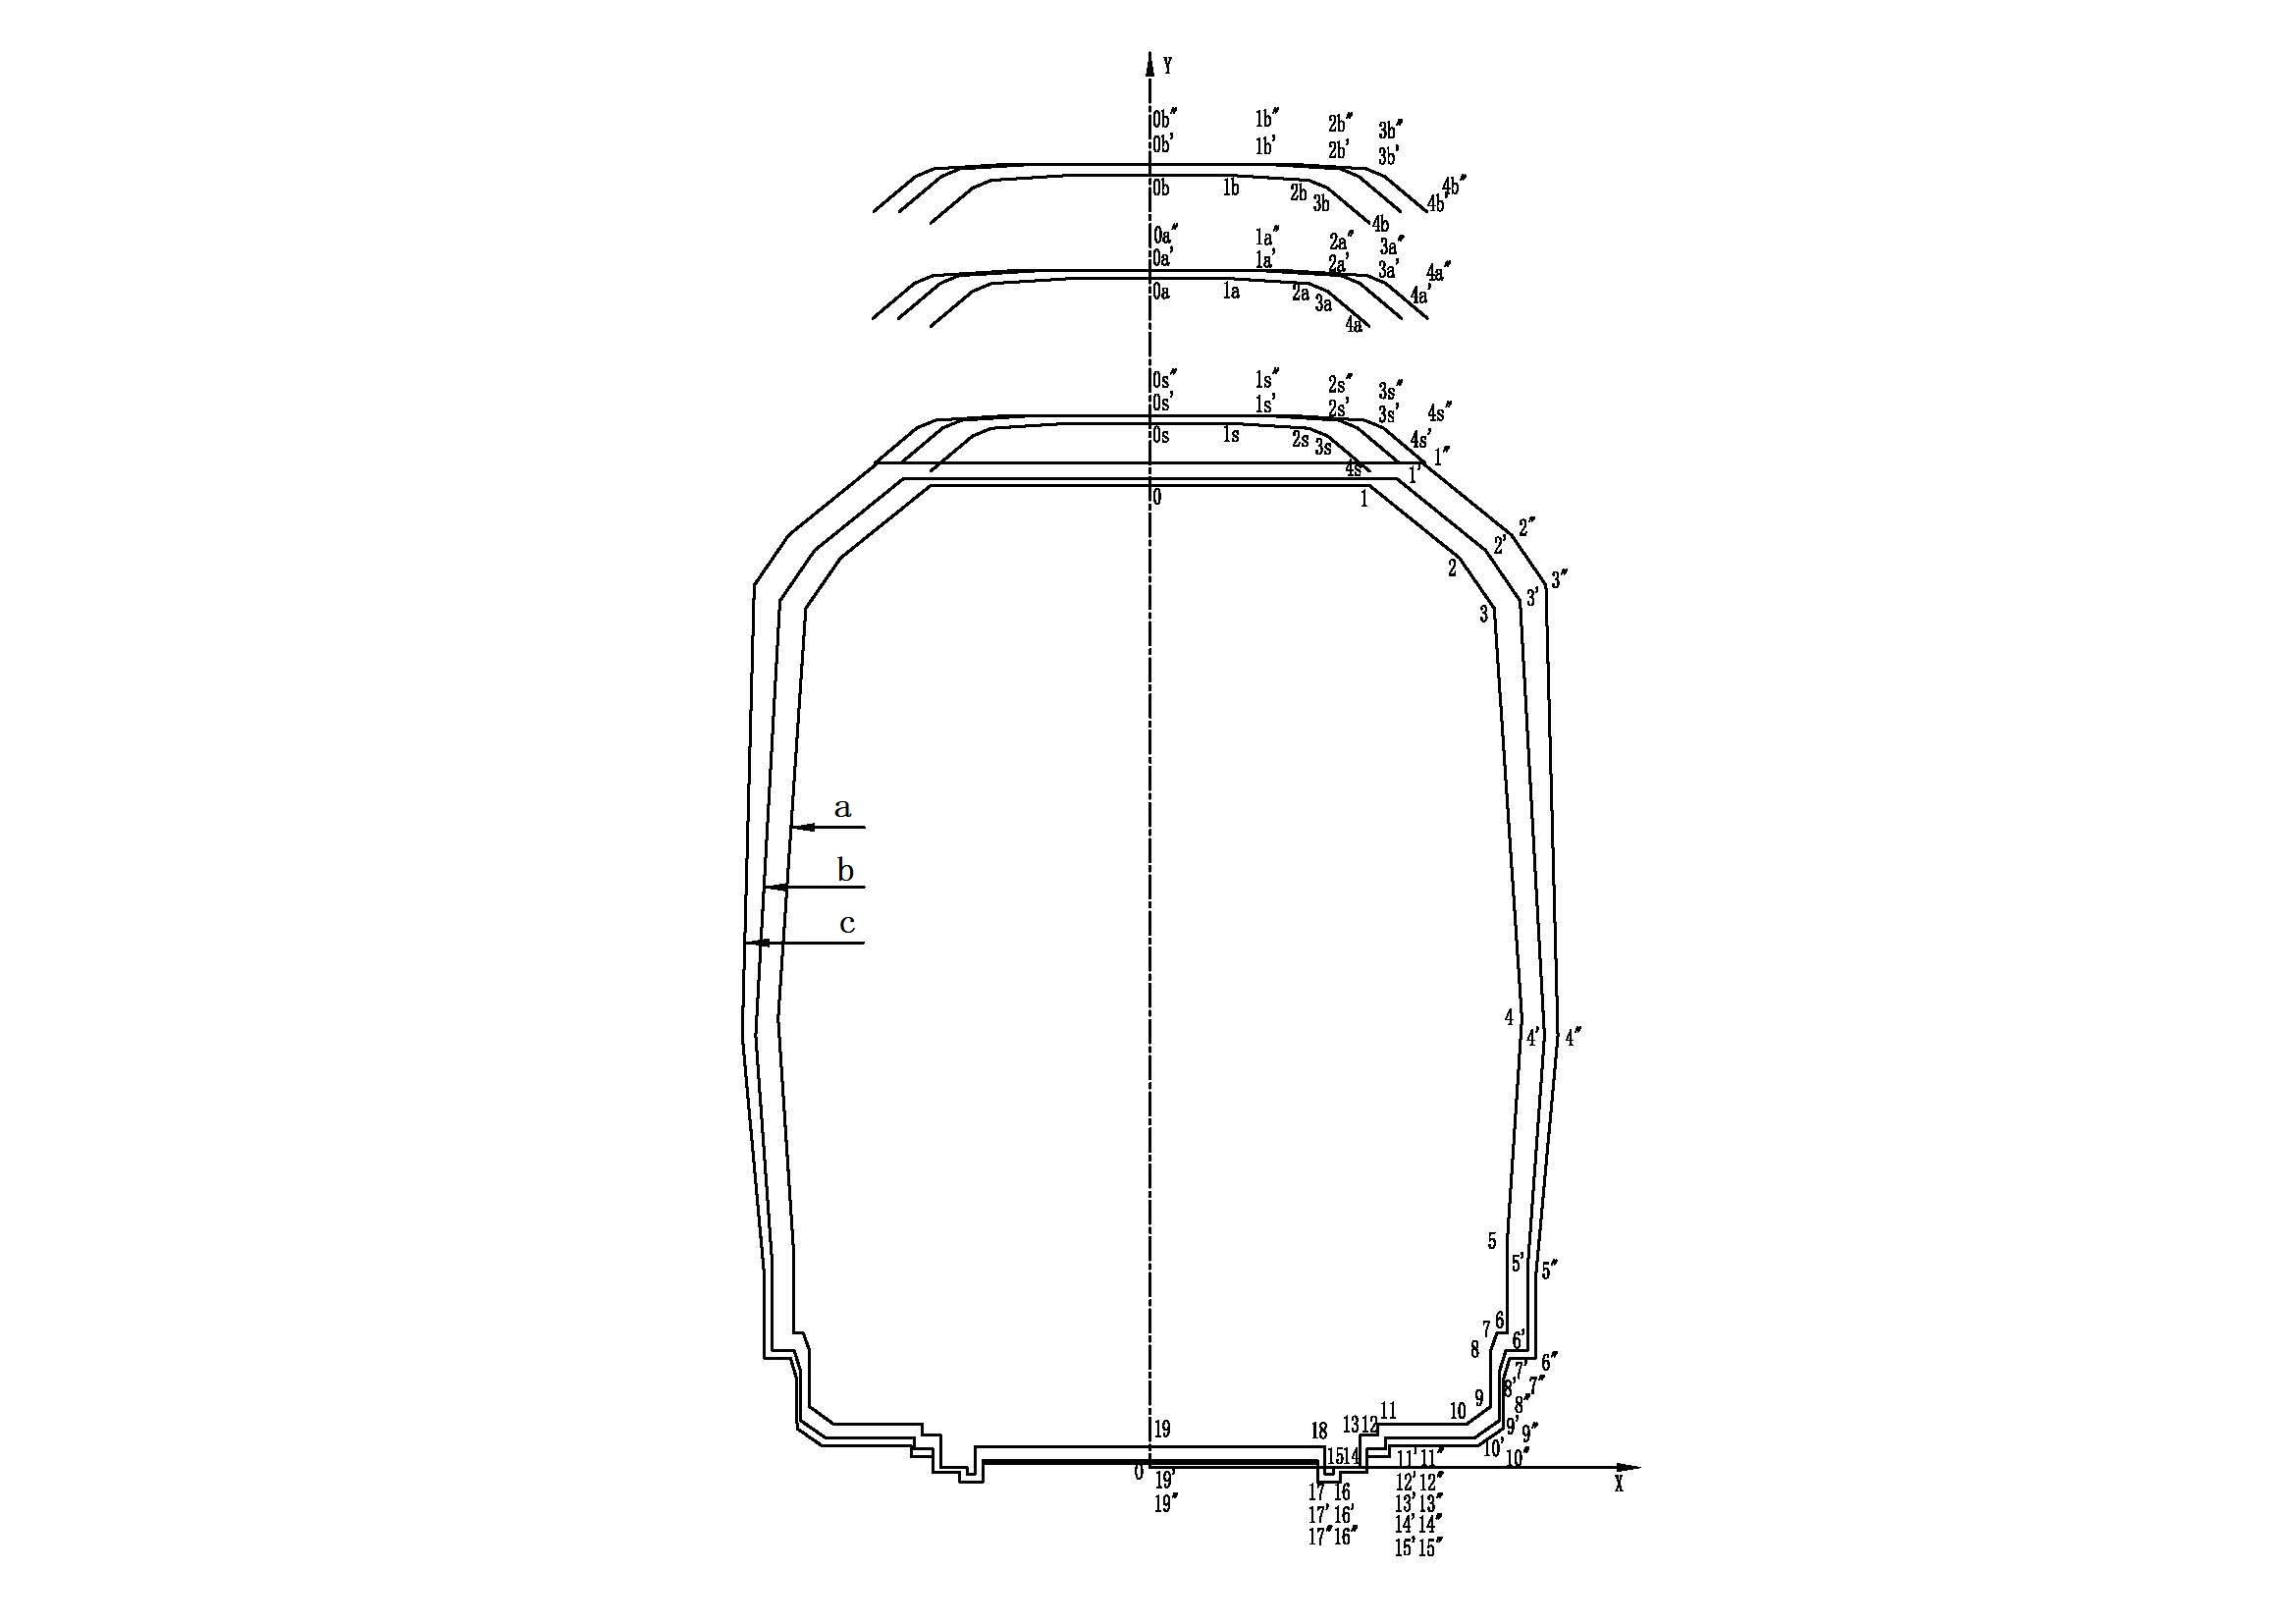 Y
0b″ 1b″ 2b″ 3b″
0b′ 1b′ 2b′ 3b′
0b 1b 2b 3b 4b′ 4b″
4b
0a″ 1a″ 2a″ 3a″
0a′ 1a′ 2a′ 3a′ 4a″
0a 1a 2a 3a 4a′
4a
0s″ 1s″ 2s″ 3s″
0s′ 1s′ 2s′ 3s′ 4s″
0s 1s 2s 3s 4s′
4s 1′ 1″
0 1
2 2′ 2″
3 3′ 3″
a
b
c
4 4′ 4″
5 5′ 5″
6
7 6′ 6″
8 7′ 7″
8′ 8″
9 9′ 9″
19 18 13 12 11 10
15 14 11′ 11″ 10′ 10″
0 19′ 12′ 12″ X
19″ 17 16 13′ 13″
17′ 16′ 14′ 14″
17″ 16″ 15′ 15″